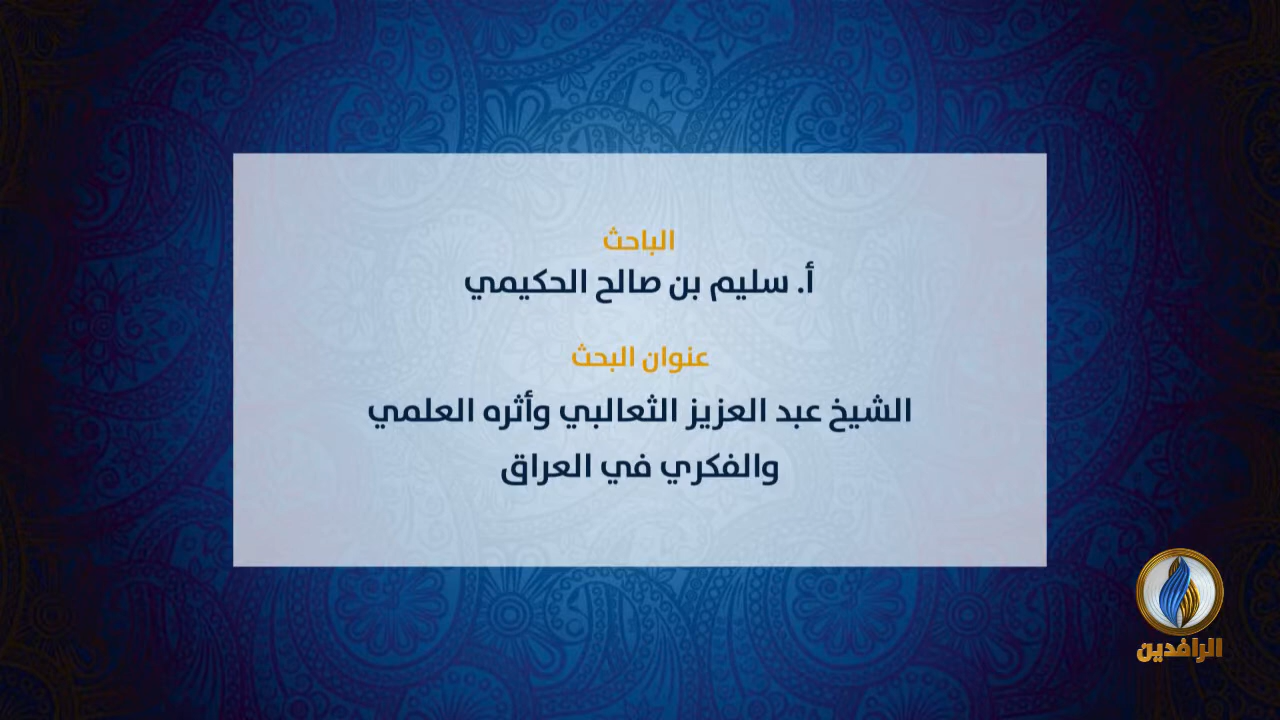 الباحث
أ. سليم بن صالح الحكيمي
عنوان البحث
الشيخ عبد العزيز الثعالبي وأثره العلمي
والفكري في العراق
الرافدين